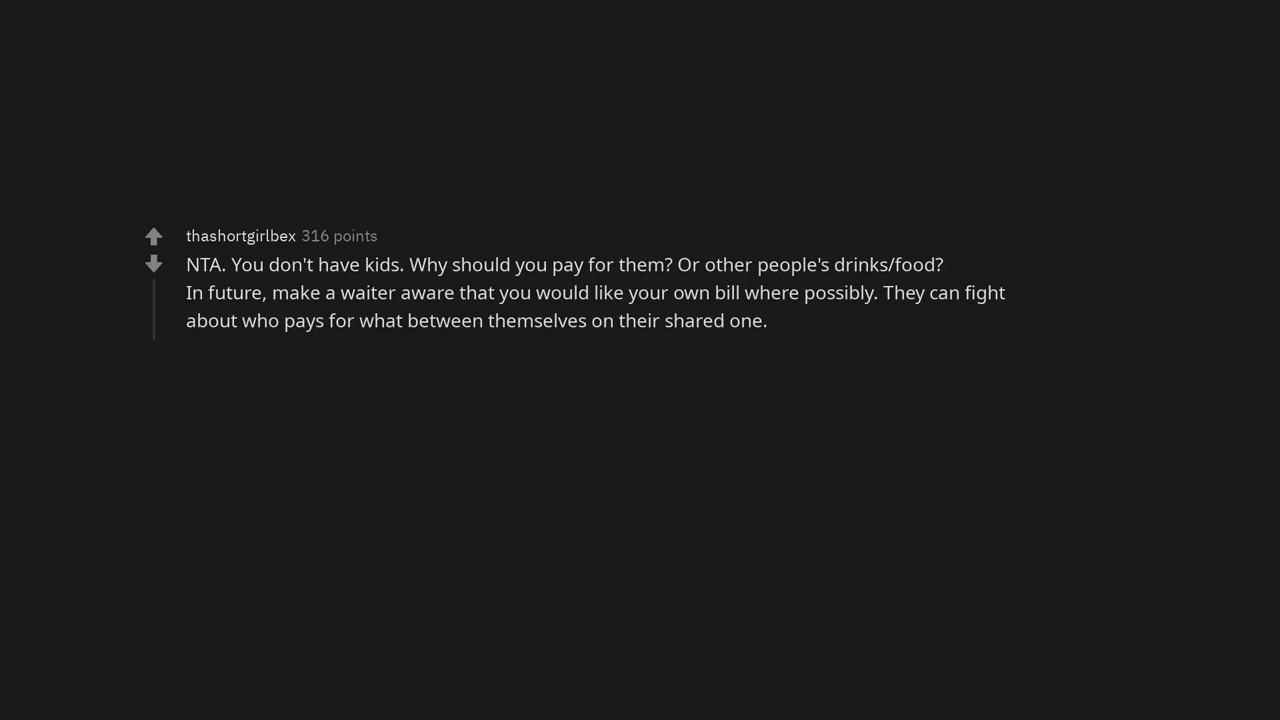 thashortgirlbex 316 points
NTA. You don't have kids. Why should you pay for them? Or other people's drinks/food?
In future, make a waiter aware that you would like your own bill where possibly. They can fight
about who pays for what between themselves on their shared one.